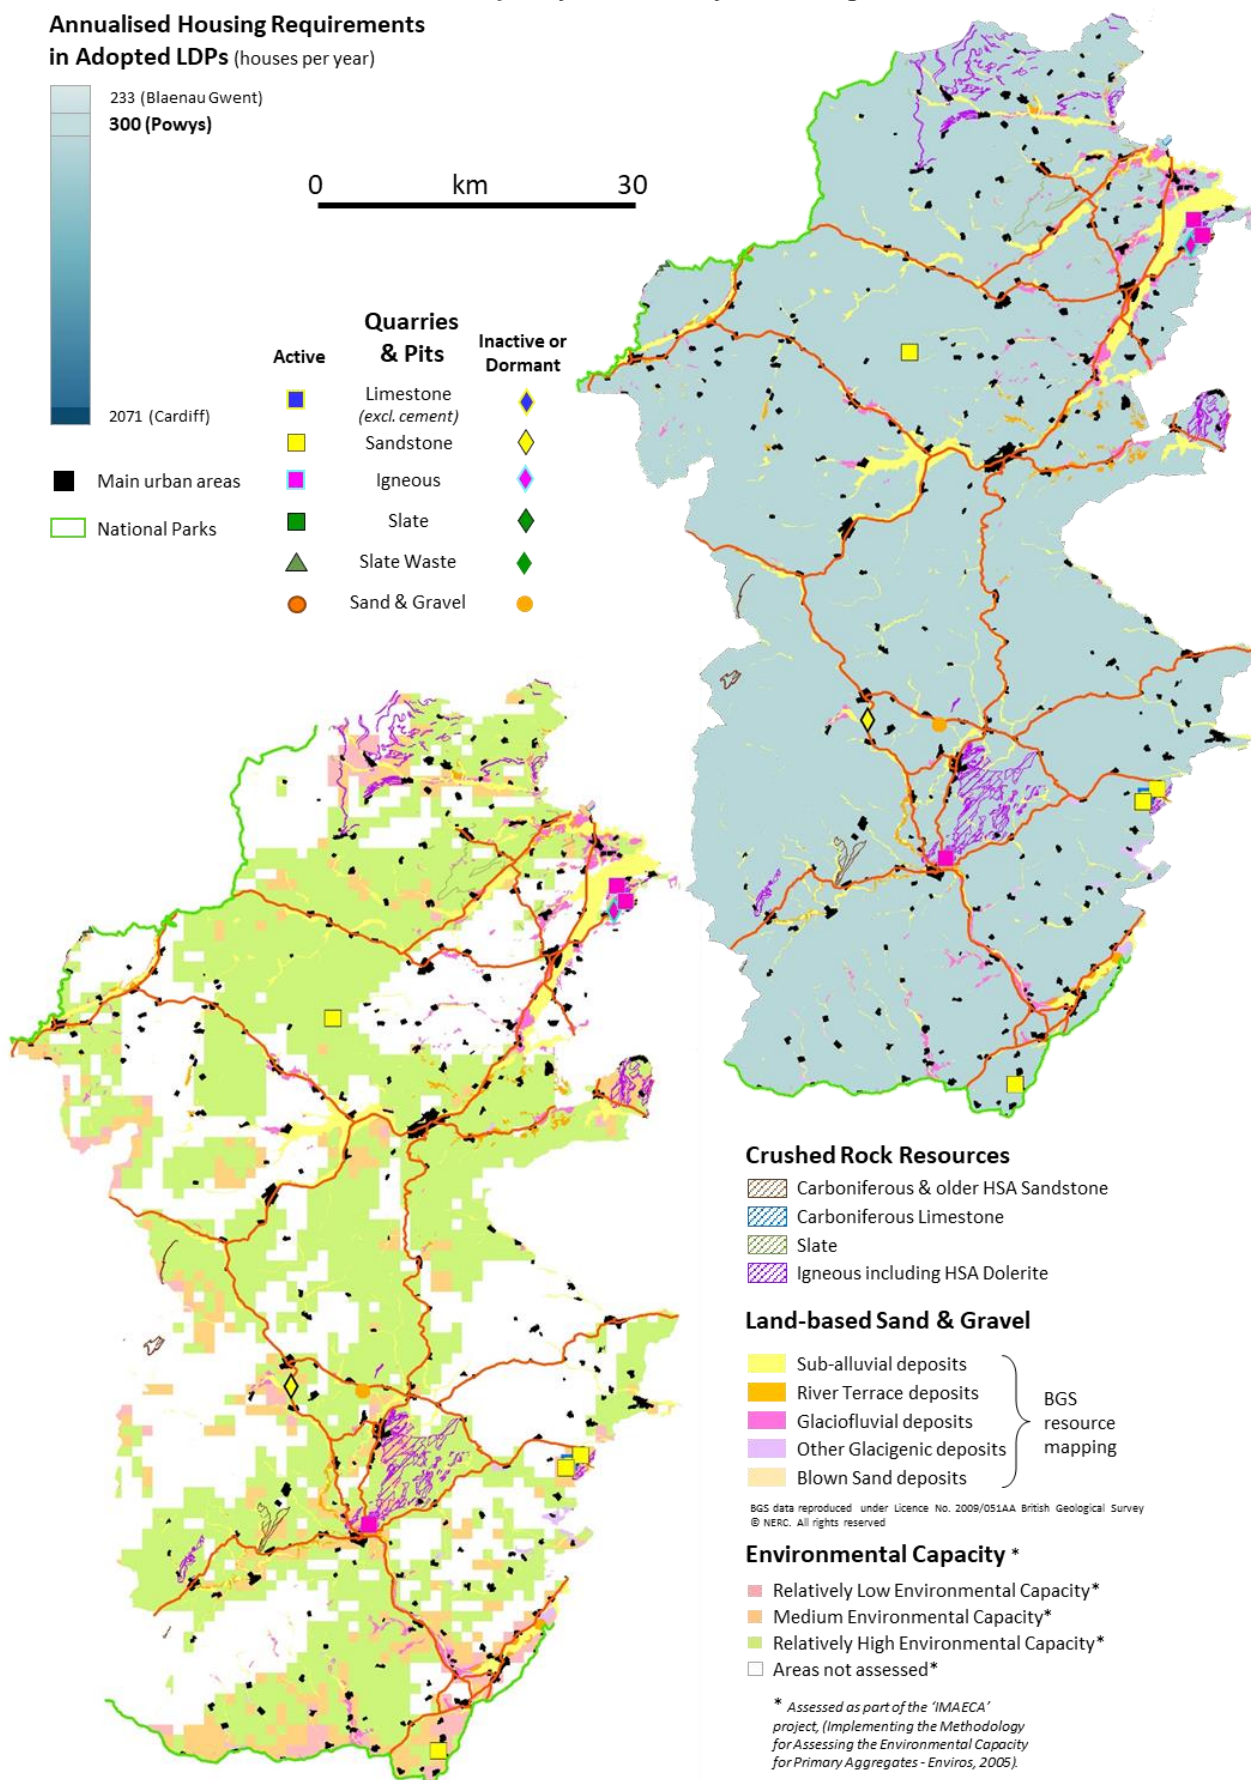 Annualised Housing Requirements
in Adopted LDPs (houses per year)
233 (Blaenau Gwent)
300 (Powys)
2071 (Cardiff)
0 km 30
Quarries
& Pits
Active
Inactive or
Dormant
Limestone
(excl. cement)
Sandstone
Igneous
Slate
Slate Waste
Sand & Gravel
Main urban areas
National Parks
Crushed Rock Resources
Carboniferous & older HSA Sandstone
Carboniferous Limestone
Slate
Igneous including HSA Dolerite
Land-based Sand & Gravel
Sub-alluvial deposits
River Terrace deposits
Glaciofluvial deposits
Other Glacigenic deposits
Blown Sand deposits
BGS
resource
mapping
BGS data reproduced under Licence No. 2009/051AA British Geological Survey
© NERC. All rights reserved
Environmental Capacity *
Relatively Low Environmental Capacity*
Medium Environmental Capacity*
Relatively High Environmental Capacity*
Areas not assessed*
* Assessed as part of the ‘IMAECA’
project, (Implementing the Methodology
for Assessing the Environmental Capacity
for Primary Aggregates - Enviros, 2005).